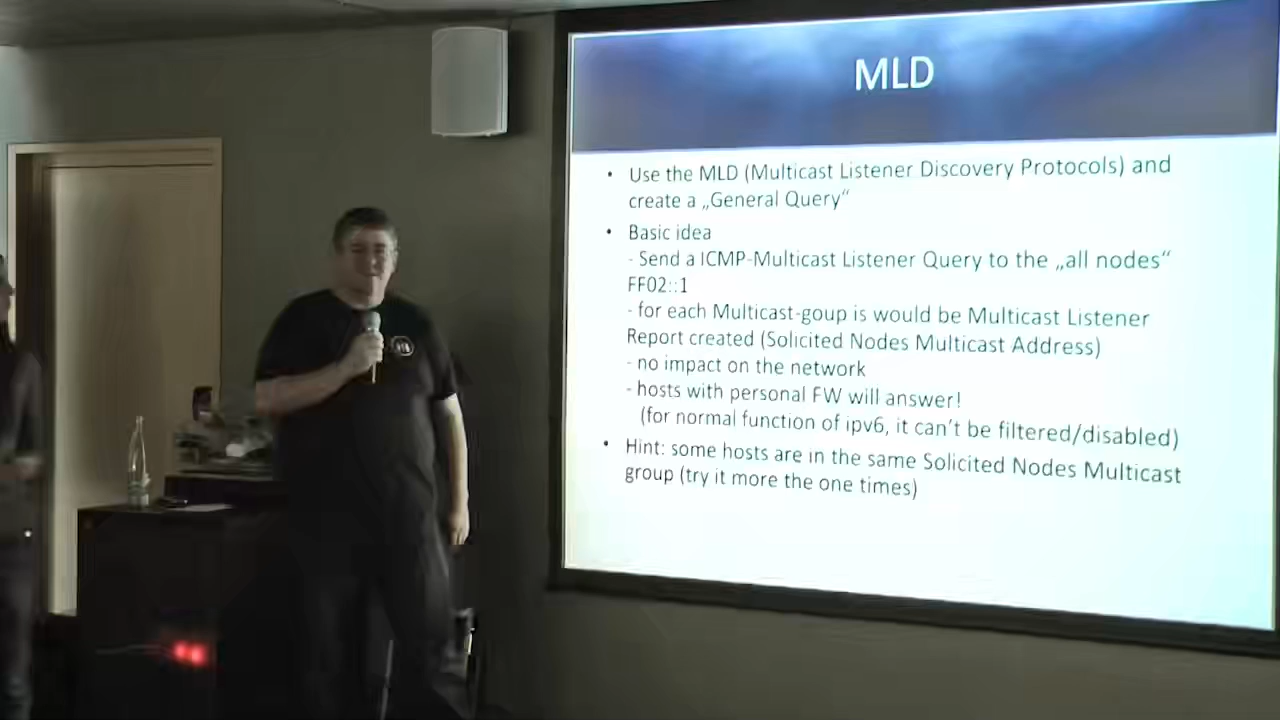 MLD
• Use the MLD (Multicast Listener Discovery Protocols) and
create a „General Query“
• Basic idea
- Send a ICMP-Multicast Listener Query to the „all nodes“
FF02::1
- for each Multicast-goup is would be Multicast Listener
Report created (Solicited Nodes Multicast Address)
- no impact on the network
- hosts with personal FW will answer!
(for normal function of ipv6, it can't be filtered/disabled)
• Hint: some hosts are in the same Solicited Nodes Multicast
group (try it more the one times)